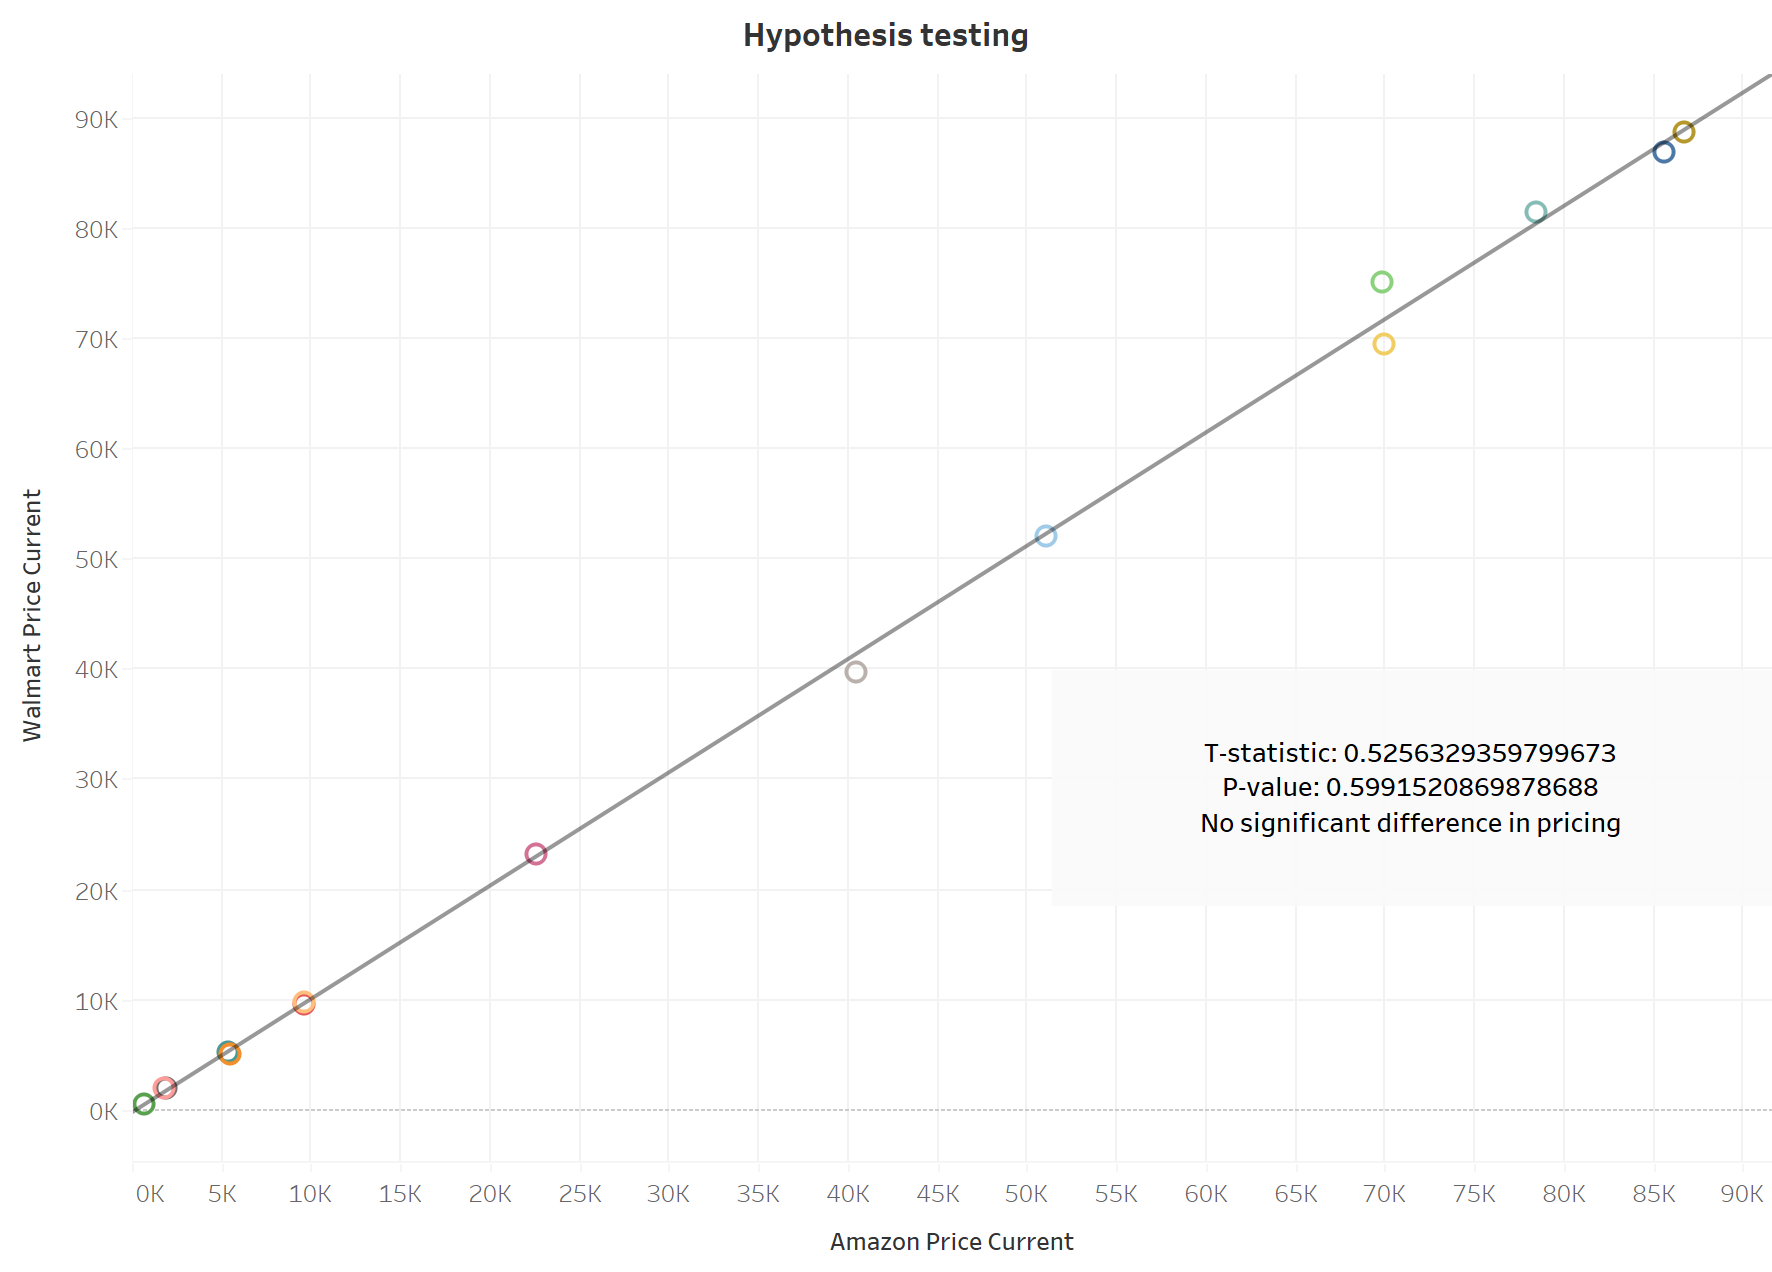 Hypothesis testing
90K
80K
70K
60K
50K
40K
30K
20K
10K
0K
Walmart Price Current
T-statistic: 0.5256329359799673
P-value: 0.5991520869878688
No significant difference in pricing
0K 5K 10K 15K 20K 25K 30K 35K 40K 45K 50K 55K 60K 65K 70K 75K 80K 85K 90K
Amazon Price Current